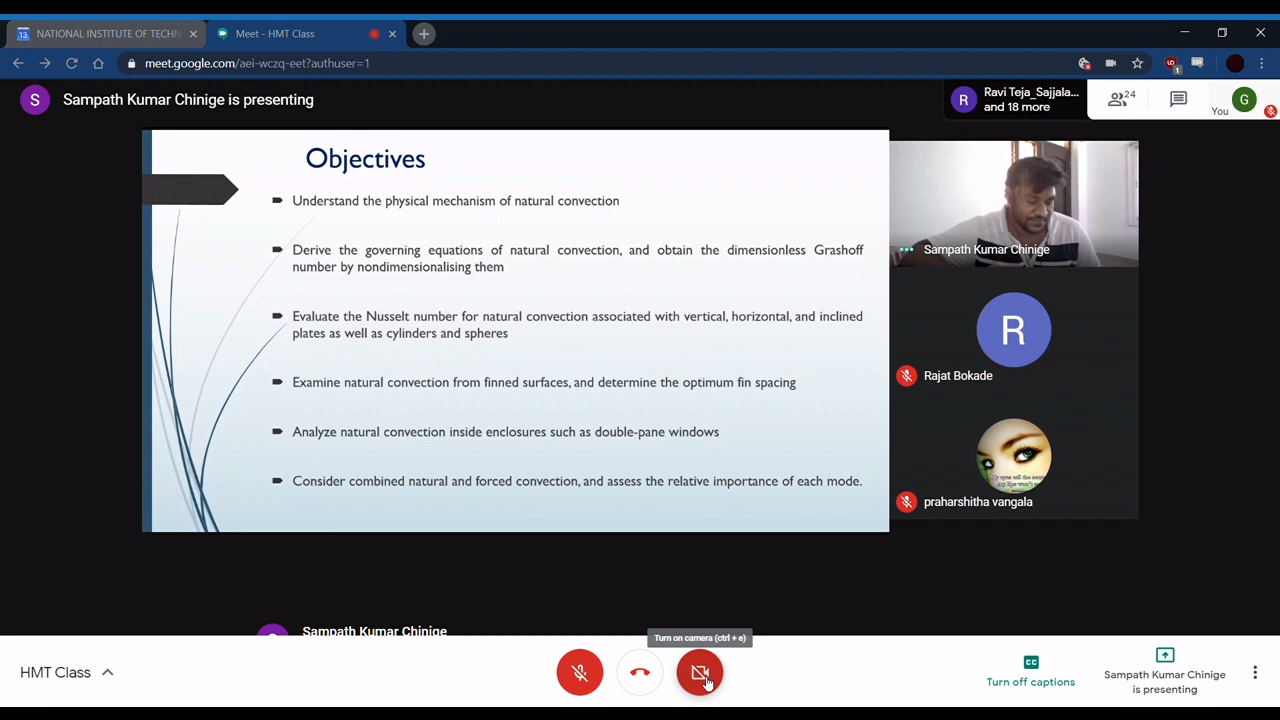 13
NATIONAL INSTITUTE OF TECHN
Meet - HMT Class
meet.google.com/aei-wczq-eet?authuser=1
UD
1
CSS
S
Sampath Kumar Chinige is presenting
R
Ravi Teja_Sajjala...
and 18 more
24
You
G
Objectives
Understand the physical mechanism of natural convection
Derive the governing equations of natural convection, and obtain the dimensionless Grashoff
number by nondimensionalising them
Evaluate the Nusselt number for natural convection associated with vertical, horizontal, and inclined
plates as well as cylinders and spheres
Examine natural convection from finned surfaces, and determine the optimum fin spacing
Analyze natural convection inside enclosures such as double-pane windows
Consider combined natural and forced convection, and assess the relative importance of each mode.
Sampath Kumar Chinige
R
Rajat Bokade
praharshitha vangala
Sampath Kumar Chinige
Turn on camera (ctrl + e)
HMT Class
CC
Turn off captions
Sampath Kumar Chinige
is presenting